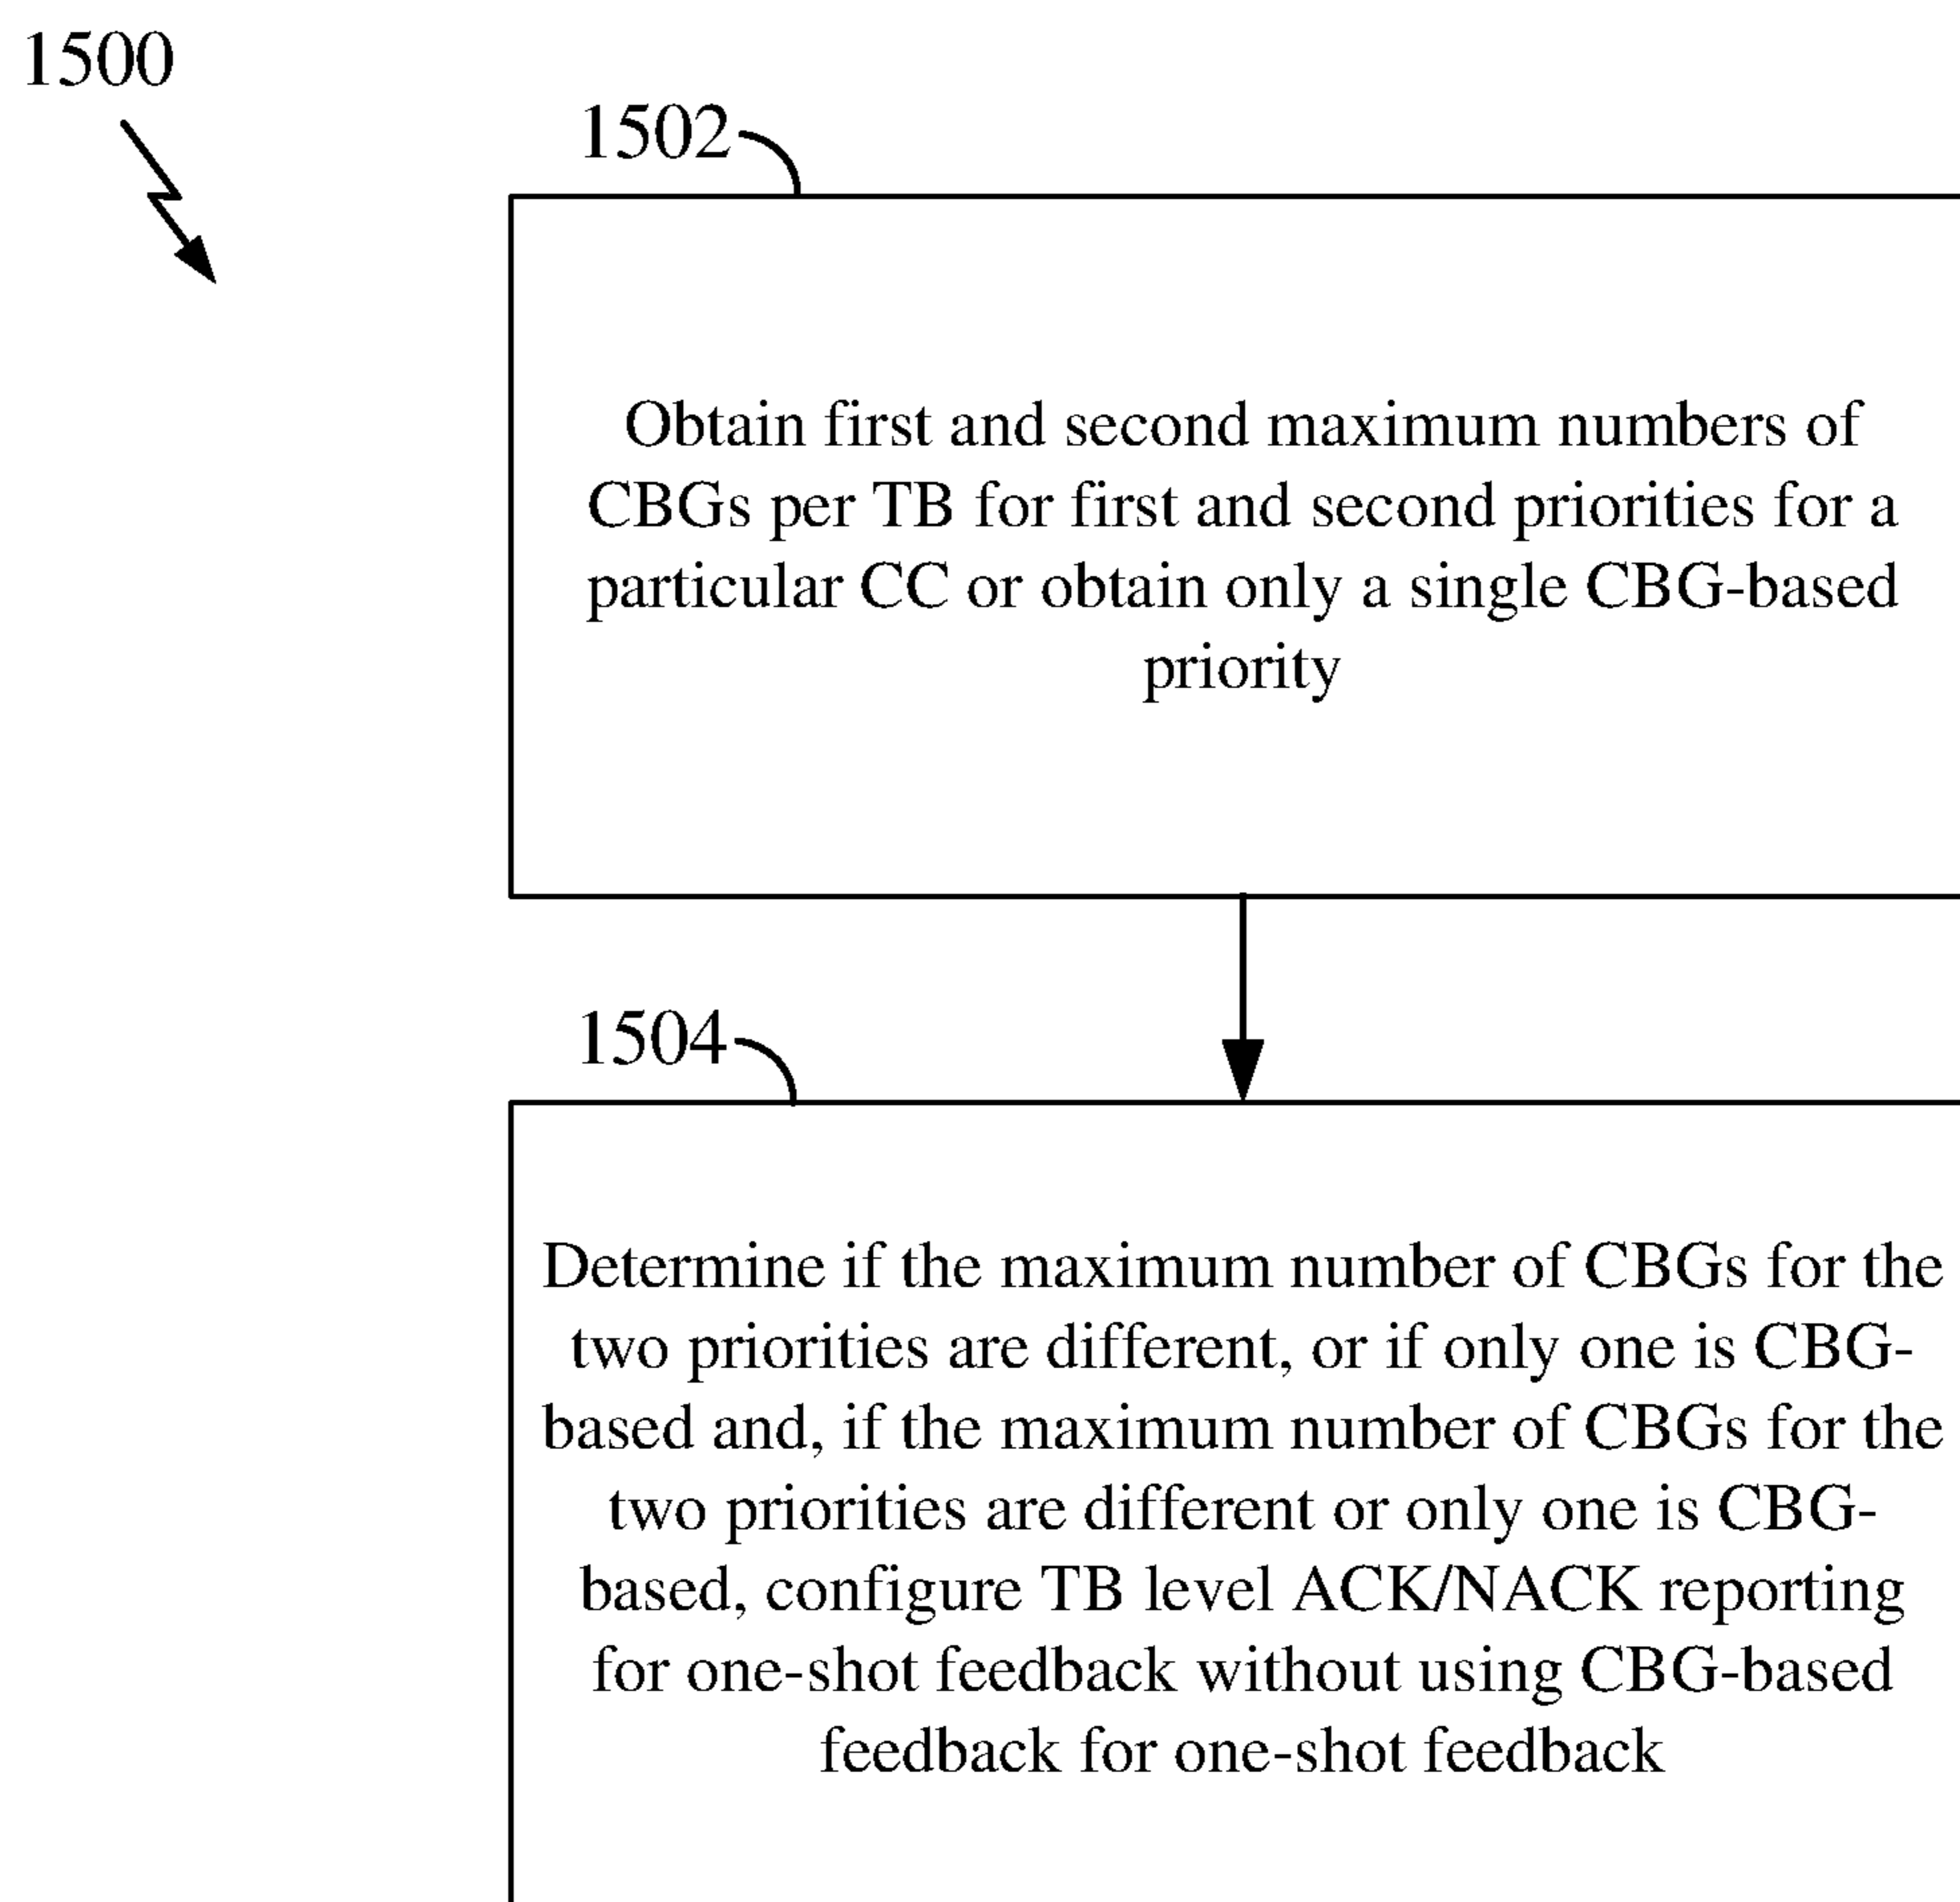 1500
1502
Obtain first and second maximum numbers of
CBGs per TB for first and second priorities for a
particular CC or obtain only a single CBG-based
priority
1504
Determine if the maximum number of CBGs for the
two priorities are different, or if only one is CBG-
based and, if the maximum number of CBGs for the
two priorities are different or only one is CBG-
based, configure TB level ACK/NACK reporting
for one-shot feedback without using CBG-based
feedback for one-shot feedback